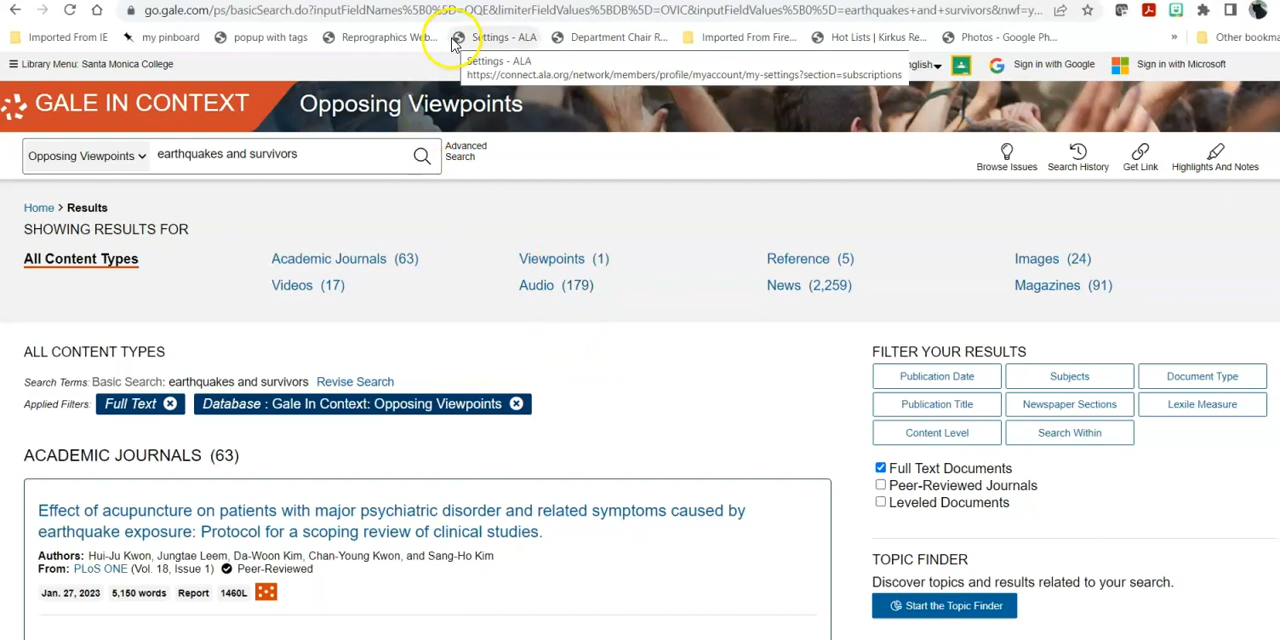 go.gale.com/ps/basicSearch.do?inputFieldNames%5B0%5D=OQE&limiterFieldValues%5BDB%5D=OVIC&inputFieldValues%5B0%5D=earthquakes+and+survivors&nwf=y...
Imported From IE my pinboard popup with tags Reprographics Web... Settings - ALA Department Chair R... Imported From Fire... Hot Lists | Kirkus Re... Photos - Google Ph... » Other bookma
Settings - ALA
https://connect.ala.org/network/members/profile/myaccount/my-settings?section=subscriptions
Library Menu: Santa Monica College
nglish Sign in with Google Sign in with Microsoft
GALE IN CONTEXT Opposing Viewpoints
Opposing Viewpoints earthquakes and survivors
Advanced Search
Browse Issues Search History Get Link Highlights And Notes
Home > Results
SHOWING RESULTS FOR
All Content Types Academic Journals (63) Viewpoints (1) Reference (5) Images (24)
Videos (17) Audio (179) News (2,259) Magazines (91)
ALL CONTENT TYPES
Search Terms: Basic Search: earthquakes and survivors Revise Search
Applied Filters: Full Text Database : Gale In Context: Opposing Viewpoints
ACADEMIC JOURNALS (63)
Effect of acupuncture on patients with major psychiatric disorder and related symptoms caused by
earthquake exposure: Protocol for a scoping review of clinical studies.
Authors: Hui-Ju Kwon, Jungtae Leem, Da-Woon Kim, Chan-Young Kwon, and Sang-Ho Kim
From: PLoS ONE (Vol. 18, Issue 1) Peer-Reviewed
Jan. 27, 2023 5,150 words Report 1460L
FILTER YOUR RESULTS
Publication Date Subjects Document Type
Publication Title Newspaper Sections Lexile Measure
Content Level Search Within
Full Text Documents
Peer-Reviewed Journals
Leveled Documents
TOPIC FINDER
Discover topics and results related to your search.
Start the Topic Finder